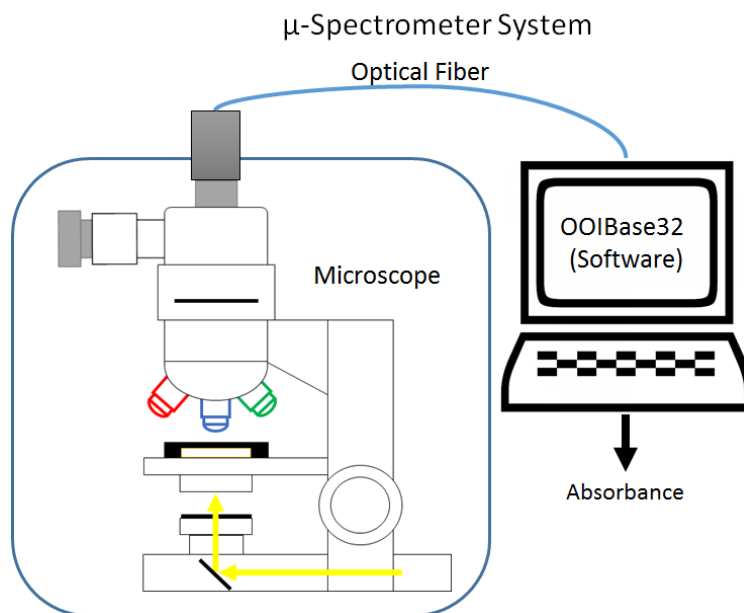 μ-Spectrometer System
Optical Fiber
OOIBase32
(Software)
Microscope
Absorbance